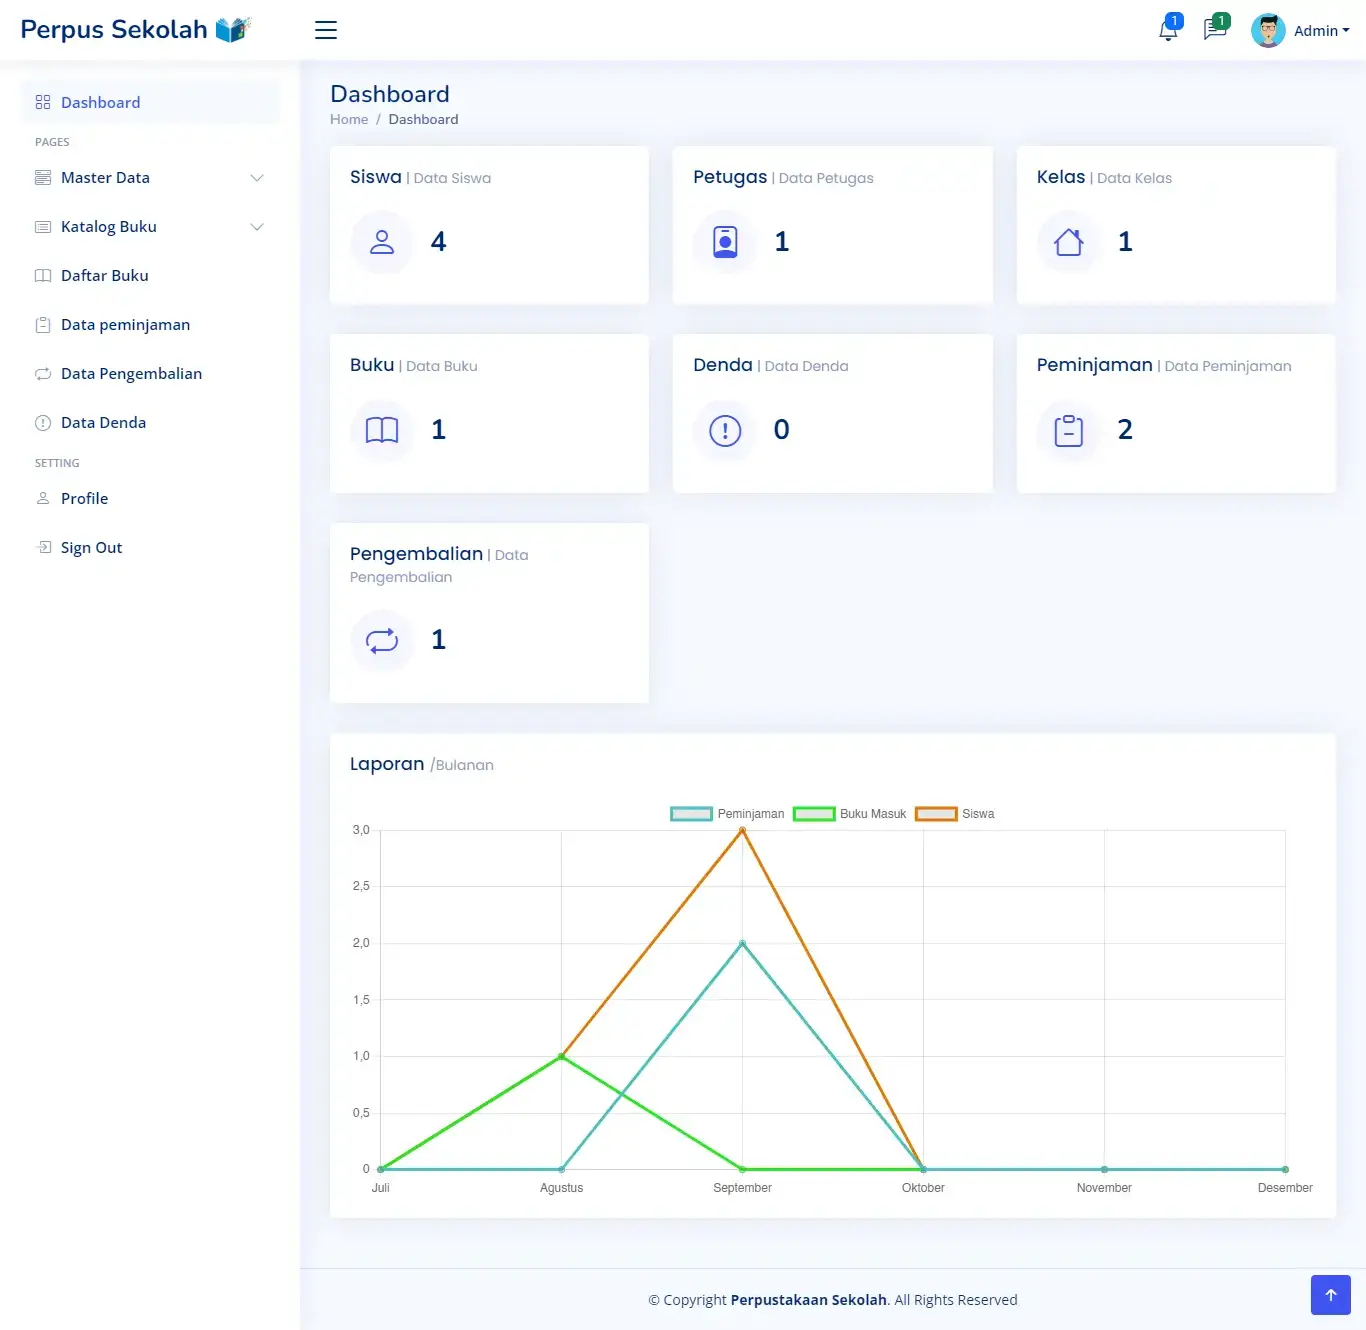 Perpus Sekolah
1
1
Admin
Dashboard
PAGES
Master Data
Katalog Buku
Daftar Buku
Data peminjaman
Data Pengembalian
Data Denda
SETTING
Profile
Sign Out
Dashboard
Home / Dashboard
Siswa | Data Siswa
4
Petugas | Data Petugas
1
Kelas | Data Kelas
1
Buku | Data Buku
1
Denda | Data Denda
0
Peminjaman | Data Peminjaman
2
Pengembalian | Data
Pengembalian
1
Laporan /Bulanan
Peminjaman Buku Masuk Siswa
3,0
2,5
2,0
1,5
1,0
0,5
0
Juli Agustus September Oktober November Desember
© Copyright Perpustakaan Sekolah. All Rights Reserved